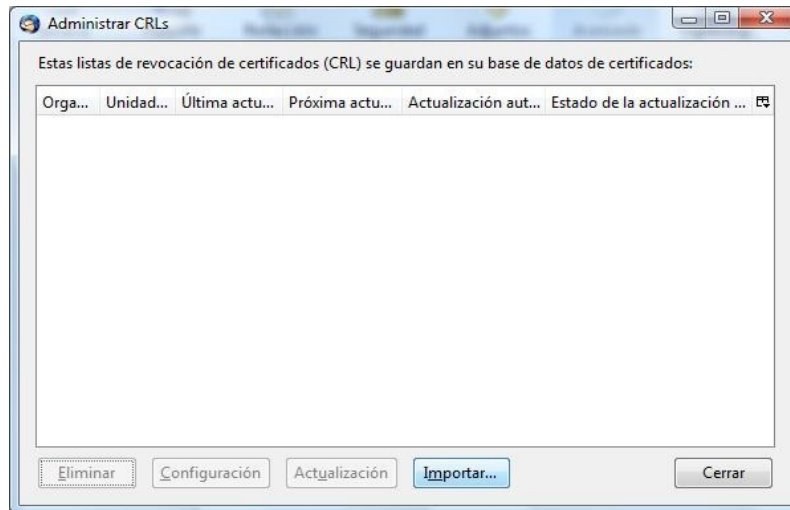 Administrar CRLs
Estas listas de revocación de certificados (CRL) se guardan en su base de datos de certificados:
Orga... Unidad... Última actu... Próxima actu... Actualización aut... Estado de la actualización ...
Eliminar Configuración Actualización Importar... Cerrar